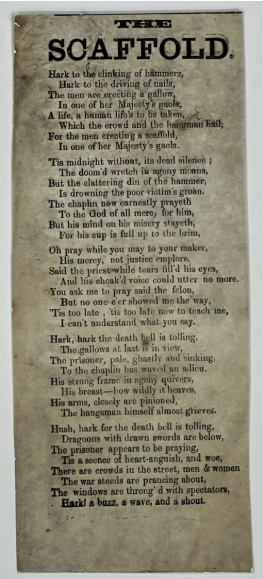 THE
SCAFFOLD.
Hark to the clinking of hammers,
Hark to the driving of nails,
The men are erecting a gallow,
In one of her Majesty's gaols,
A life, a human life's to be taken,
Which the crowd and the hangman hail,
For the men erecting a scaffold,
In one of her Majesty's gaols.
'Tis midnight without, its dead silence ;
The doom'd wretch in agony moans,
But the clattering din of the hammer,
Is drowning the poor victim's groan.
The chaplin now earnestly prayeth
To the God of all mercy for him,
But his mind on his misery stayeth,
For his cup is full up to the brim,
Oh pray while you may to your maker,
His mercy, not justice emplore,
Said the priest while tears fill'd his eyes,
And his choak'd voice could utter no more.
You ask me to pray said the felon,
But no one e'er showed me the way,
'Tis too late , 'tis too late now to teach me,
I can't understand what you say.
Hark, hark the death bell is tolling,
The gallows at last is in view,
The prisoner, pale, ghastly and sinking,
To the chaplin has waved an adieu.
His strong frame in agony quivers,
His breast—how wildly it heaves,
His arms, closely are pinioned,
The hangsman himself almost grieves.
Hush, hark for the death bell is tolling,
Dragoons with drawn swords are below,
The prisoner appears to be praying,
Tis a scence of heart-anguish, and woe,
There are crowds in the street, men & women
The war steeds are prancing about,
The windows are throng'd with spectators,
Hark! a buzz, a wave, and a shout.